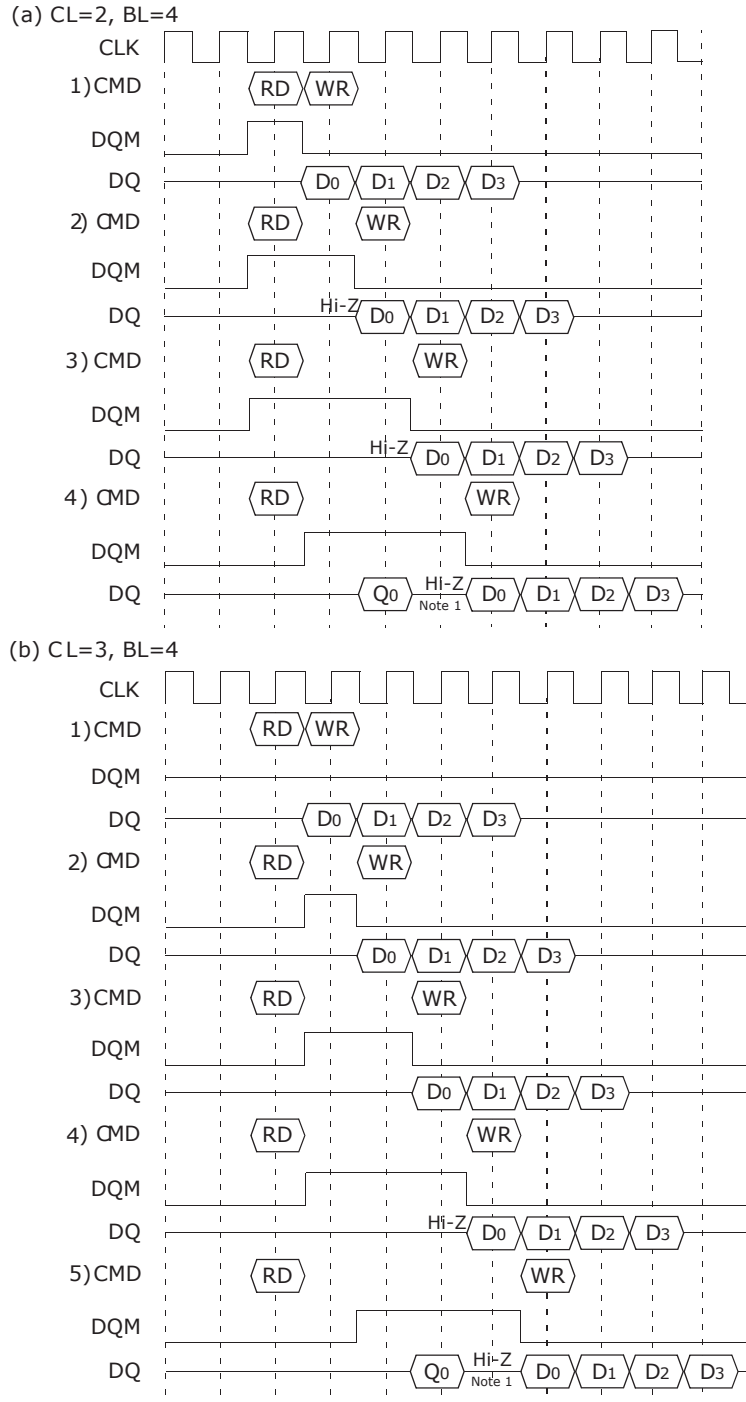 (a) CL=2, BL=4
CLK
1)CMD RD WR
DQM
DQ D0 D1 D2 D3
2) CMD RD WR
DQM
DQ Hi-Z D0 D1 D2 D3
3) CMD RD WR
DQM
DQ Hi-Z D0 D1 D2 D3
4) CMD RD WR
DQM
DQ Q0 Hi-Z D0 D1 D2 D3
Note 1
(b) CL=3, BL=4
CLK
1)CMD RD WR
DQM
DQ D0 D1 D2 D3
2) CMD RD WR
DQM
DQ D0 D1 D2 D3
3)CMD RD WR
DQM
DQ D0 D1 D2 D3
4) CMD RD WR
DQM
DQ Hi-Z D0 D1 D2 D3
5)CMD RD WR
DQM
DQ Q0 Hi-Z D0 D1 D2 D3
Note 1